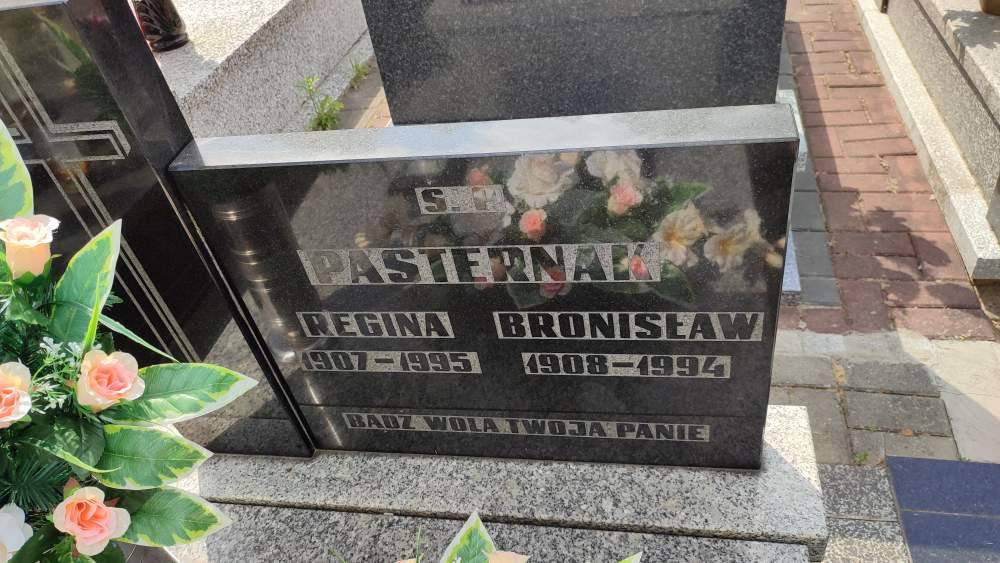 Ś. P.
PASTERNAK
REGINA BRONISŁAW
1907-1995 1908-1994
BĄDŹ WOLA TWOJA PANIE